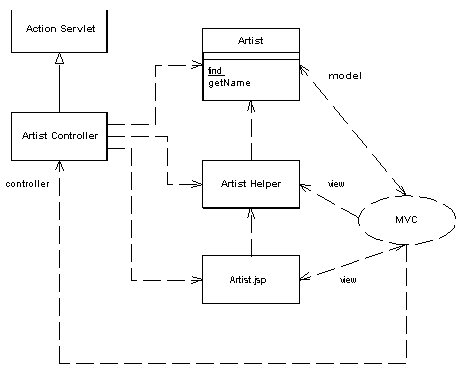 Action Servlet
Artist
find
getName
model
Artist Controller
controller
Artist Helper
view
MVC
Artist.jsp
view